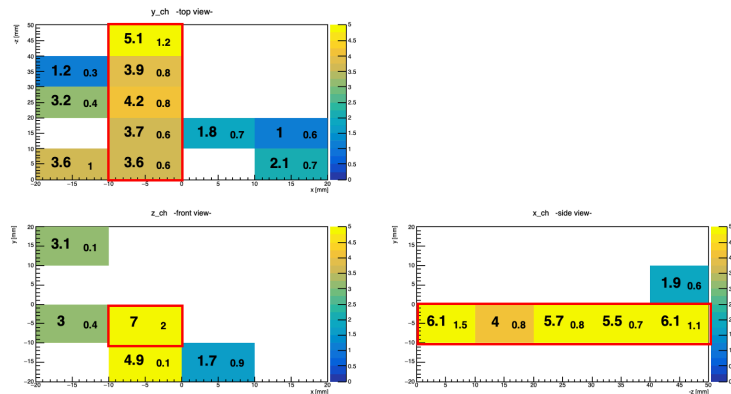 y_ch -top view-
-z [mm]
50
45
40
35
30
25
20
15
10
5
0
5.1 1.2
1.2 0.3 3.9 0.8
3.2 0.4 4.2 0.8
3.7 0.6 1.8 0.7 1 0.6
3.6 1 3.6 0.6 2.1 0.7
-20 -15 -10 -5 0 5 10 15 20
x [mm]
5
4.5
4
3.5
3
2.5
2
1.5
1
0.5
0
z_ch -front view-
y [mm]
20
15
10
5
0
-5
-10
-15
-20
3.1 0.1
3 0.4 7 2
4.9 0.1 1.7 0.9
-20 -15 -10 -5 0 5 10 15 20
x [mm]
5
4.5
4
3.5
3
2.5
2
1.5
1
0.5
0
x_ch -side view-
y [mm]
20
15
10
5
0
-5
-10
-15
-20
1.9 0.6
6.1 1.5 4 0.8 5.7 0.8 5.5 0.7 6.1 1.1
0 5 10 15 20 25 30 35 40 45 50
-z [mm]